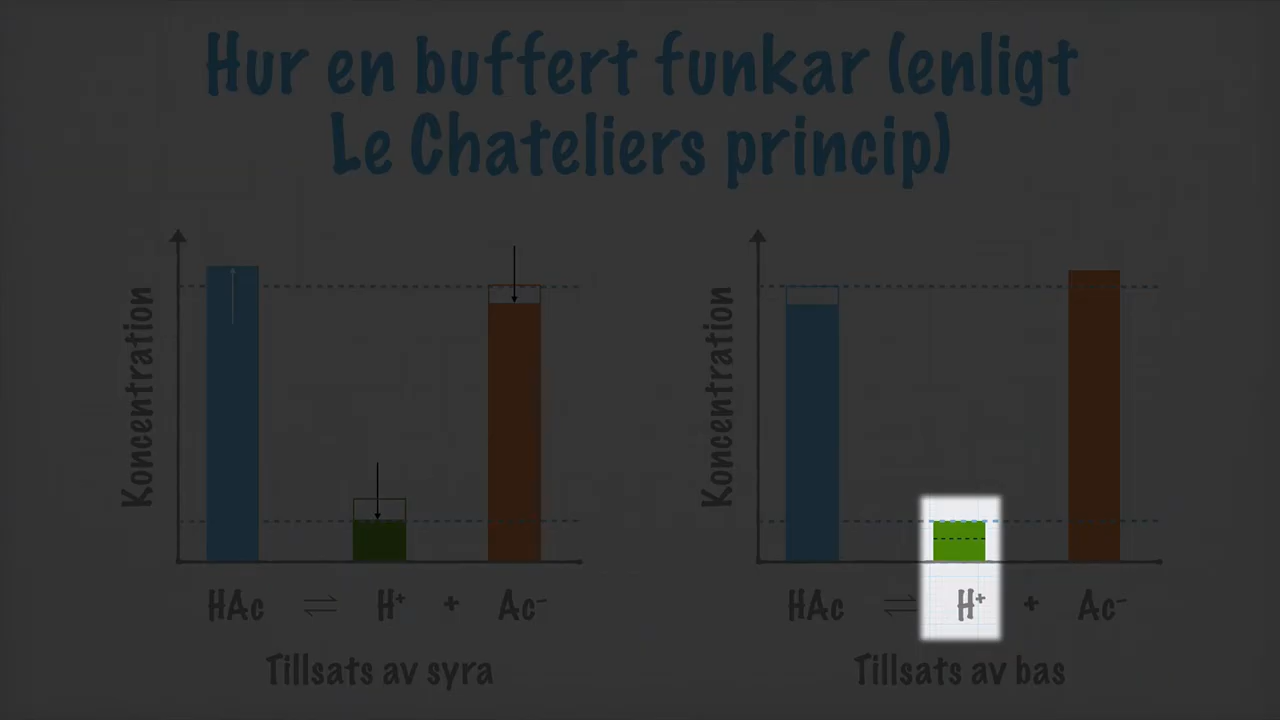 Hur en buffert funkar (enligt
Le Chateliers princip)
Koncentration
HAc ⇌ H⁺ + Ac⁻
Tillsats av syra
Koncentration
HAc ⇌ H⁺ + Ac⁻
Tillsats av bas